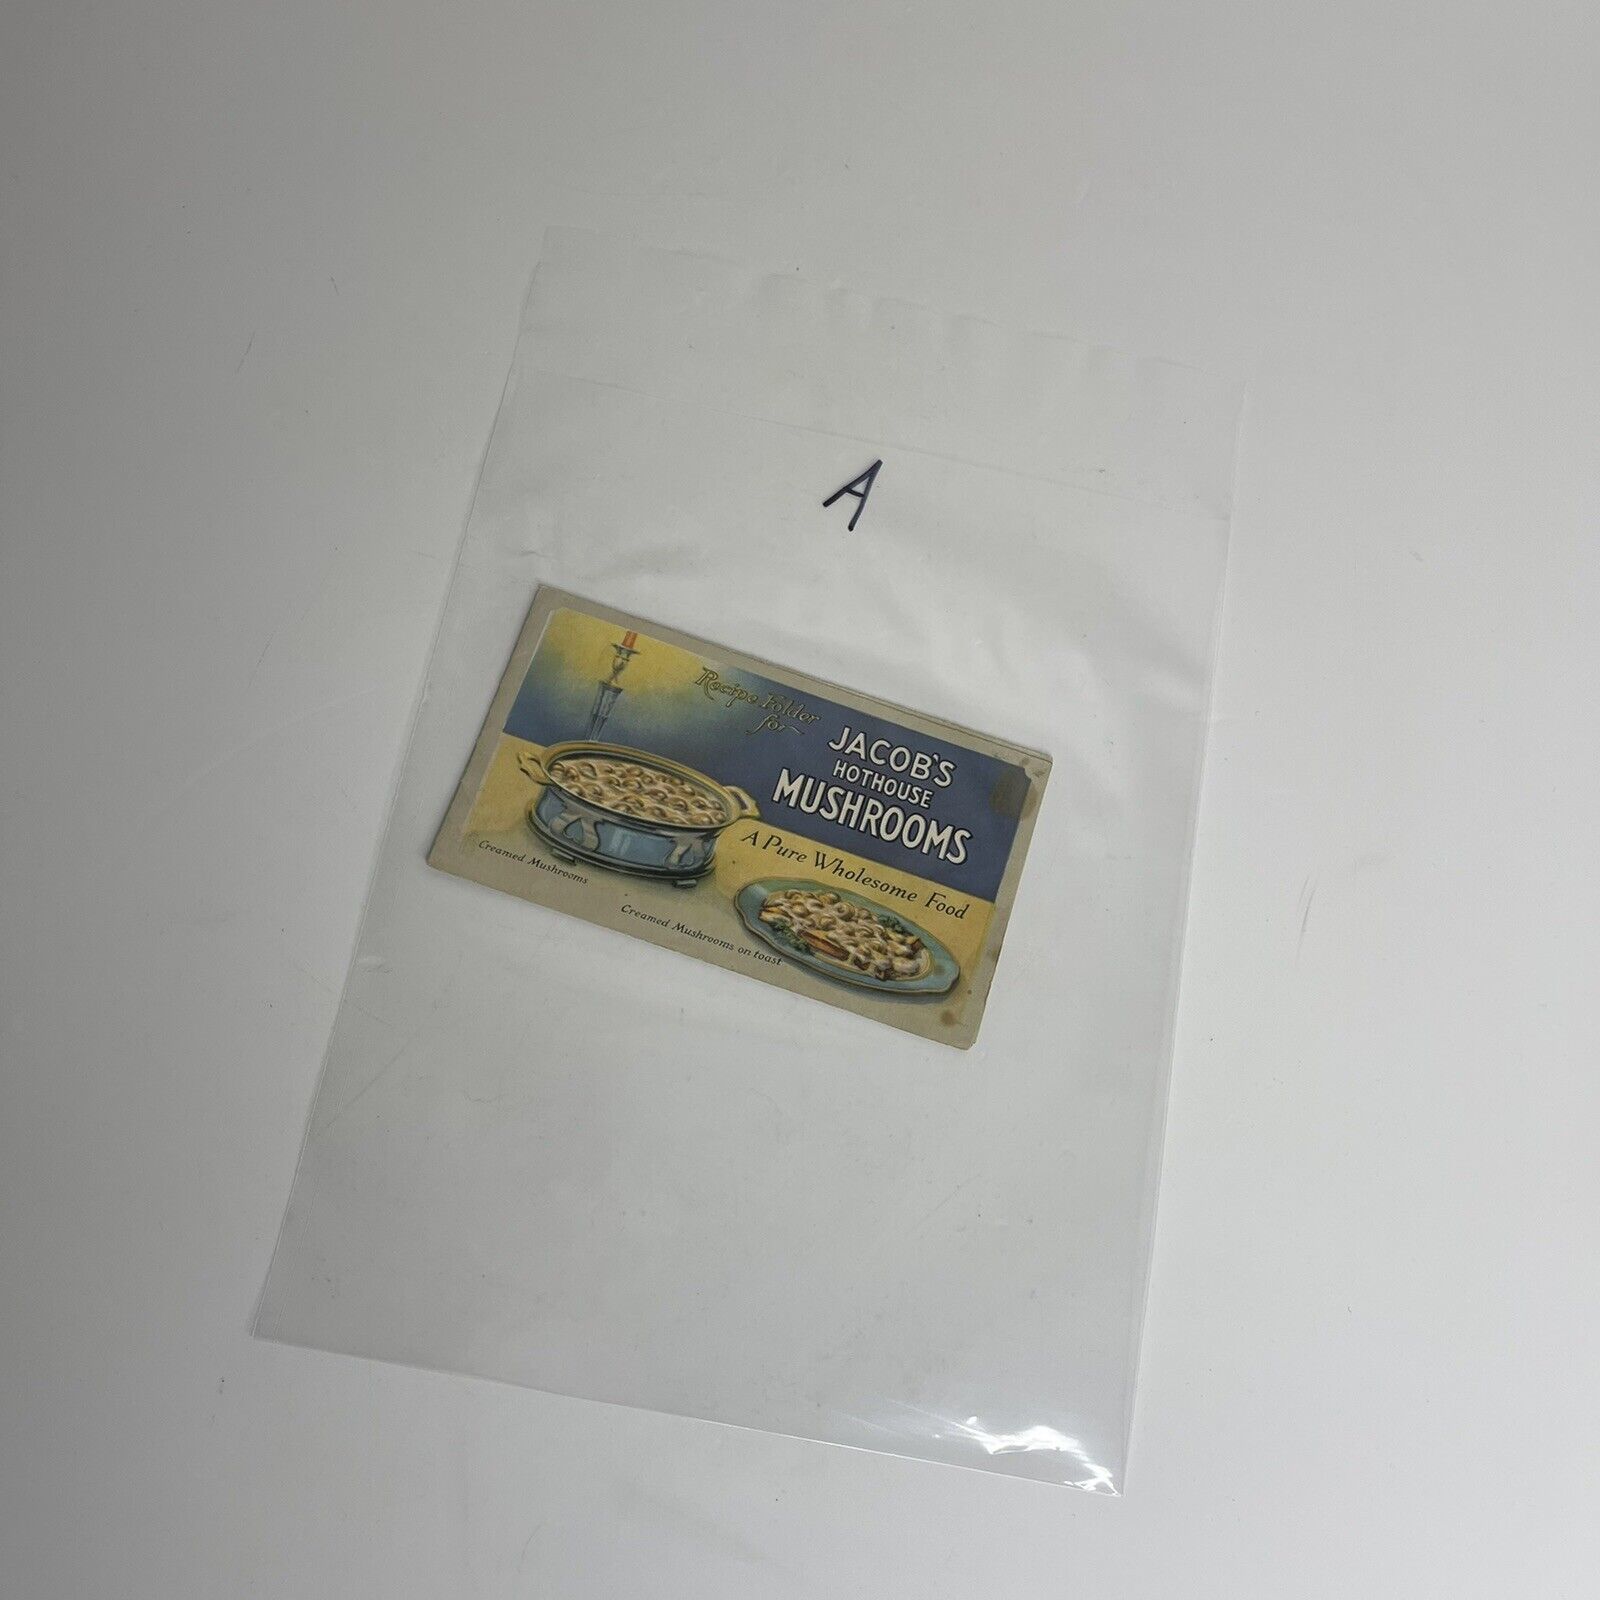 A
Recipe Folder
for
JACOB'S
HOTHOUSE
MUSHROOMS
A Pure Wholesome Food
Creamed Mushrooms
Creamed Mushrooms on toast